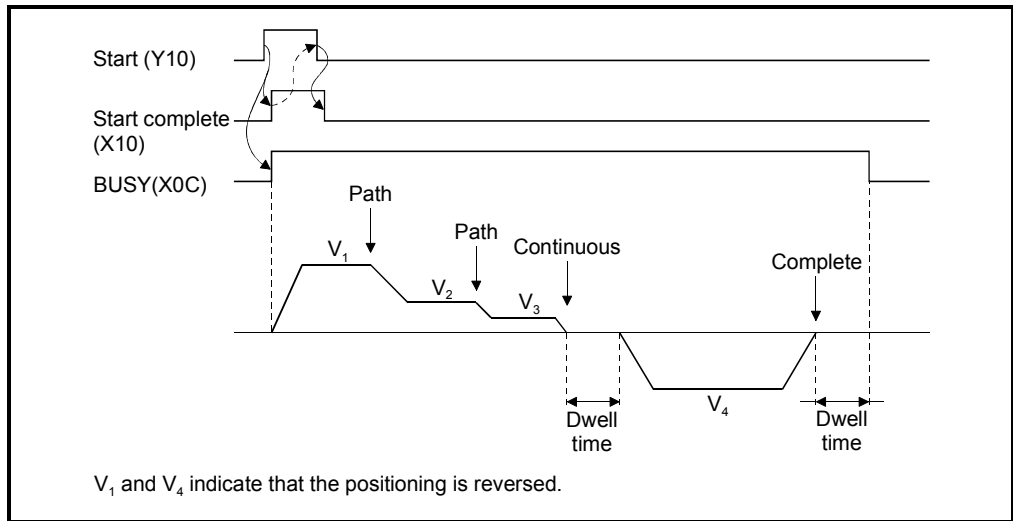 Start (Y10)
Start complete
(X10)
BUSY(X0C)
Path
Path
Continuous
Complete
V₁
V₂
V₃
V₄
Dwell
time
Dwell
time
V₁ and V₄ indicate that the positioning is reversed.